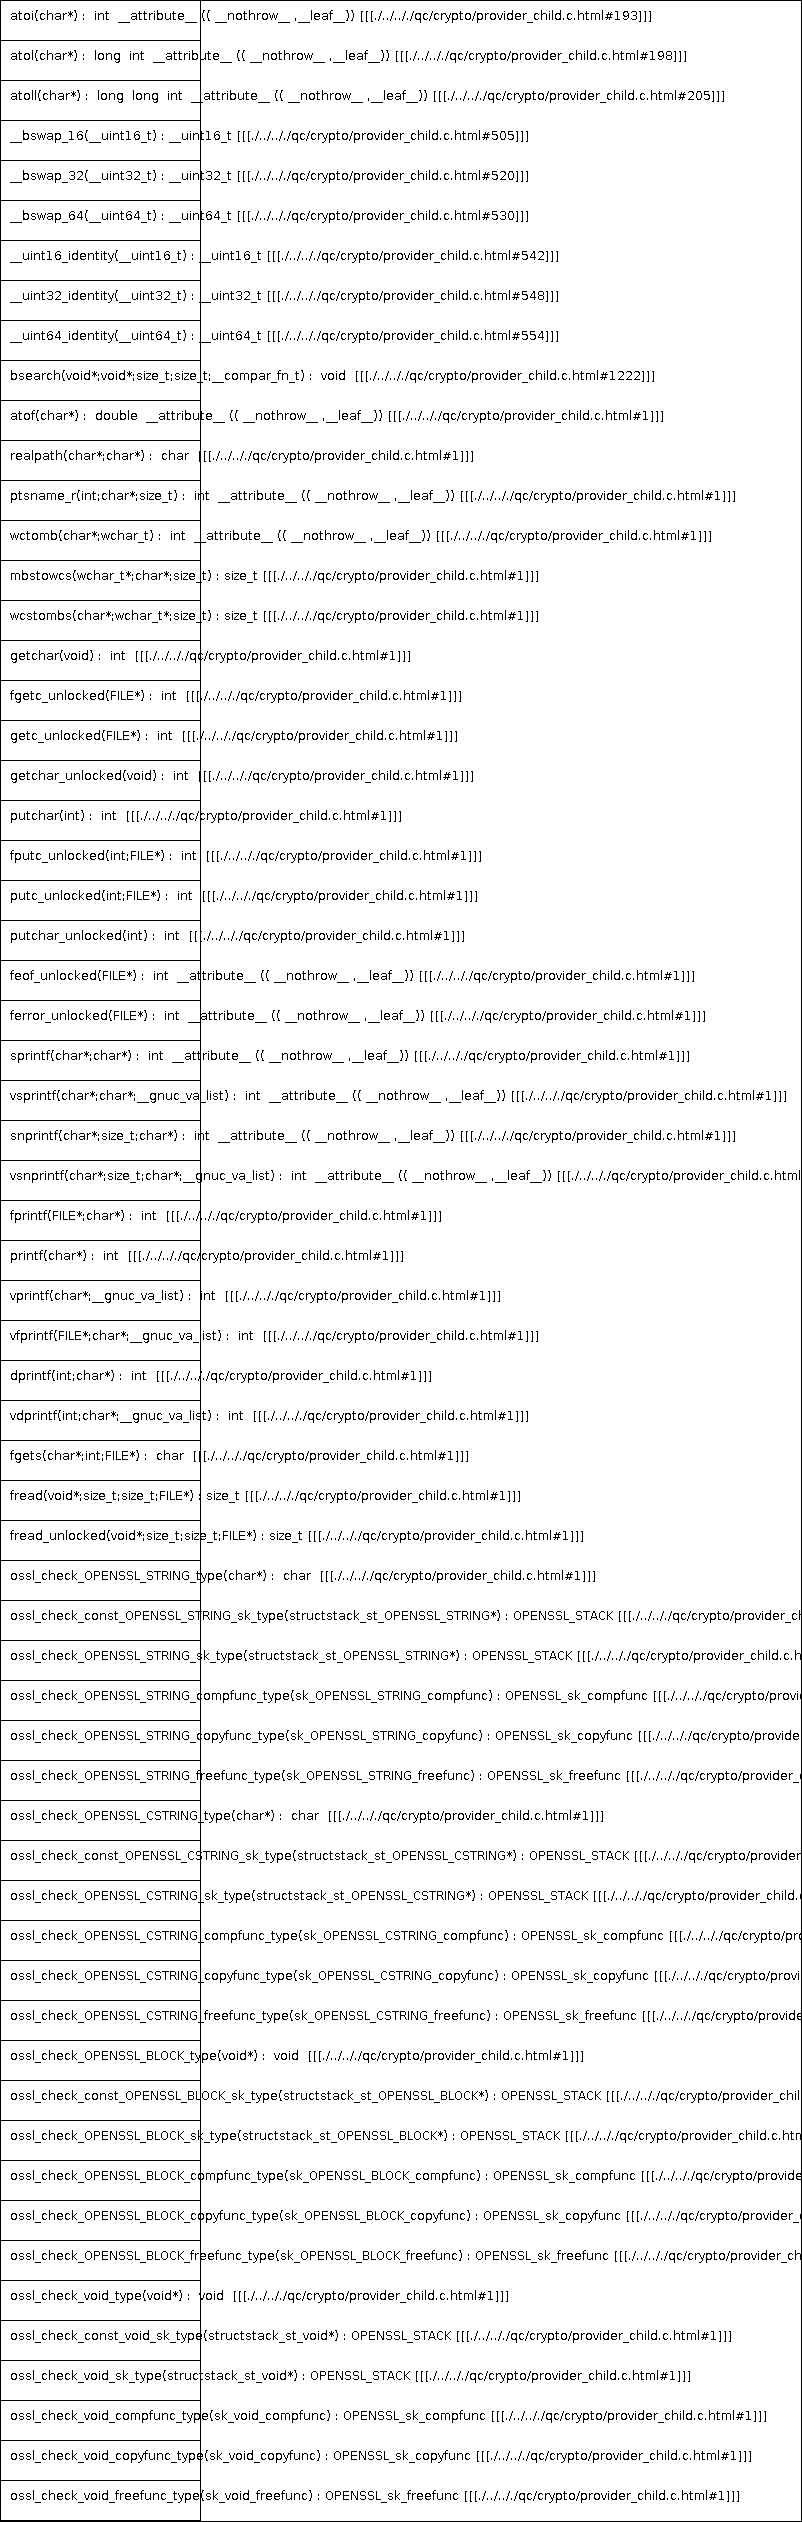 atoi(char*) :  int  __attribute__ (( __nothrow__ ,__leaf__)) [[[./../../../qc/crypto/provider_child.c.html#193]]]
atol(char*) :  long  int  __attribute__ (( __nothrow__ ,__leaf__)) [[[./../../../qc/crypto/provider_child.c.html#198]]]
atoll(char*) :  long  long  int  __attribute__ (( __nothrow__ ,__leaf__)) [[[./../../../qc/crypto/provider_child.c.html#205]]]
__bswap_16(__uint16_t) : __uint16_t [[[./../../../qc/crypto/provider_child.c.html#505]]]
__bswap_32(__uint32_t) : __uint32_t [[[./../../../qc/crypto/provider_child.c.html#520]]]
__bswap_64(__uint64_t) : __uint64_t [[[./../../../qc/crypto/provider_child.c.html#530]]]
__uint16_identity(__uint16_t) : __uint16_t [[[./../../../qc/crypto/provider_child.c.html#542]]]
__uint32_identity(__uint32_t) : __uint32_t [[[./../../../qc/crypto/provider_child.c.html#548]]]
__uint64_identity(__uint64_t) : __uint64_t [[[./../../../qc/crypto/provider_child.c.html#554]]]
bsearch(void*;void*;size_t;size_t;__compar_fn_t) :  void  [[[./../../../qc/crypto/provider_child.c.html#1222]]]
atof(char*) :  double  __attribute__ (( __nothrow__ ,__leaf__)) [[[./../../../qc/crypto/provider_child.c.html#1]]]
realpath(char*;char*) :  char  [[[./../../../qc/crypto/provider_child.c.html#1]]]
ptsname_r(int;char*;size_t) :  int  __attribute__ (( __nothrow__ ,__leaf__)) [[[./../../../qc/crypto/provider_child.c.html#1]]]
wctomb(char*;wchar_t) :  int  __attribute__ (( __nothrow__ ,__leaf__)) [[[./../../../qc/crypto/provider_child.c.html#1]]]
mbstowcs(wchar_t*;char*;size_t) : size_t [[[./../../../qc/crypto/provider_child.c.html#1]]]
wcstombs(char*;wchar_t*;size_t) : size_t [[[./../../../qc/crypto/provider_child.c.html#1]]]
getchar(void) :  int  [[[./../../../qc/crypto/provider_child.c.html#1]]]
fgetc_unlocked(FILE*) :  int  [[[./../../../qc/crypto/provider_child.c.html#1]]]
getc_unlocked(FILE*) :  int  [[[./../../../qc/crypto/provider_child.c.html#1]]]
getchar_unlocked(void) :  int  [[[./../../../qc/crypto/provider_child.c.html#1]]]
putchar(int) :  int  [[[./../../../qc/crypto/provider_child.c.html#1]]]
fputc_unlocked(int;FILE*) :  int  [[[./../../../qc/crypto/provider_child.c.html#1]]]
putc_unlocked(int;FILE*) :  int  [[[./../../../qc/crypto/provider_child.c.html#1]]]
putchar_unlocked(int) :  int  [[[./../../../qc/crypto/provider_child.c.html#1]]]
feof_unlocked(FILE*) :  int  __attribute__ (( __nothrow__ ,__leaf__)) [[[./../../../qc/crypto/provider_child.c.html#1]]]
ferror_unlocked(FILE*) :  int  __attribute__ (( __nothrow__ ,__leaf__)) [[[./../../../qc/crypto/provider_child.c.html#1]]]
sprintf(char*;char*) :  int  __attribute__ (( __nothrow__ ,__leaf__)) [[[./../../../qc/crypto/provider_child.c.html#1]]]
vsprintf(char*;char*;__gnuc_va_list) :  int  __attribute__ (( __nothrow__ ,__leaf__)) [[[./../../../qc/crypto/provider_child.c.html#1]]]
snprintf(char*;size_t;char*) :  int  __attribute__ (( __nothrow__ ,__leaf__)) [[[./../../../qc/crypto/provider_child.c.html#1]]]
vsnprintf(char*;size_t;char*;__gnuc_va_list) :  int  __attribute__ (( __nothrow__ ,__leaf__)) [[[./../../../qc/crypto/provider_child.c.html
fprintf(FILE*;char*) :  int  [[[./../../../qc/crypto/provider_child.c.html#1]]]
printf(char*) :  int  [[[./../../../qc/crypto/provider_child.c.html#1]]]
vprintf(char*;__gnuc_va_list) :  int  [[[./../../../qc/crypto/provider_child.c.html#1]]]
vfprintf(FILE*;char*;__gnuc_va_list) :  int  [[[./../../../qc/crypto/provider_child.c.html#1]]]
dprintf(int;char*) :  int  [[[./../../../qc/crypto/provider_child.c.html#1]]]
vdprintf(int;char*;__gnuc_va_list) :  int  [[[./../../../qc/crypto/provider_child.c.html#1]]]
fgets(char*;int;FILE*) :  char  [[[./../../../qc/crypto/provider_child.c.html#1]]]
fread(void*;size_t;size_t;FILE*) : size_t [[[./../../../qc/crypto/provider_child.c.html#1]]]
fread_unlocked(void*;size_t;size_t;FILE*) : size_t [[[./../../../qc/crypto/provider_child.c.html#1]]]
ossl_check_OPENSSL_STRING_type(char*) :  char  [[[./../../../qc/crypto/provider_child.c.html#1]]]
ossl_check_const_OPENSSL_STRING_sk_type(structstack_st_OPENSSL_STRING*) : OPENSSL_STACK [[[./../../../qc/crypto/provider_ch
ossl_check_OPENSSL_STRING_sk_type(structstack_st_OPENSSL_STRING*) : OPENSSL_STACK [[[./../../../qc/crypto/provider_child.c.h
ossl_check_OPENSSL_STRING_compfunc_type(sk_OPENSSL_STRING_compfunc) : OPENSSL_sk_compfunc [[[./../../../qc/crypto/provi
ossl_check_OPENSSL_STRING_copyfunc_type(sk_OPENSSL_STRING_copyfunc) : OPENSSL_sk_copyfunc [[[./../../../qc/crypto/provide
ossl_check_OPENSSL_STRING_freefunc_type(sk_OPENSSL_STRING_freefunc) : OPENSSL_sk_freefunc [[[./../../../qc/crypto/provider_c
ossl_check_OPENSSL_CSTRING_type(char*) :  char  [[[./../../../qc/crypto/provider_child.c.html#1]]]
ossl_check_const_OPENSSL_CSTRING_sk_type(structstack_st_OPENSSL_CSTRING*) : OPENSSL_STACK [[[./../../../qc/crypto/provider
ossl_check_OPENSSL_CSTRING_sk_type(structstack_st_OPENSSL_CSTRING*) : OPENSSL_STACK [[[./../../../qc/crypto/provider_child.c
ossl_check_OPENSSL_CSTRING_compfunc_type(sk_OPENSSL_CSTRING_compfunc) : OPENSSL_sk_compfunc [[[./../../../qc/crypto/pro
ossl_check_OPENSSL_CSTRING_copyfunc_type(sk_OPENSSL_CSTRING_copyfunc) : OPENSSL_sk_copyfunc [[[./../../../qc/crypto/provi
ossl_check_OPENSSL_CSTRING_freefunc_type(sk_OPENSSL_CSTRING_freefunc) : OPENSSL_sk_freefunc [[[./../../../qc/crypto/provide
ossl_check_OPENSSL_BLOCK_type(void*) :  void  [[[./../../../qc/crypto/provider_child.c.html#1]]]
ossl_check_const_OPENSSL_BLOCK_sk_type(structstack_st_OPENSSL_BLOCK*) : OPENSSL_STACK [[[./../../../qc/crypto/provider_chil
ossl_check_OPENSSL_BLOCK_sk_type(structstack_st_OPENSSL_BLOCK*) : OPENSSL_STACK [[[./../../../qc/crypto/provider_child.c.htm
ossl_check_OPENSSL_BLOCK_compfunc_type(sk_OPENSSL_BLOCK_compfunc) : OPENSSL_sk_compfunc [[[./../../../qc/crypto/provide
ossl_check_OPENSSL_BLOCK_copyfunc_type(sk_OPENSSL_BLOCK_copyfunc) : OPENSSL_sk_copyfunc [[[./../../../qc/crypto/provider_c
ossl_check_OPENSSL_BLOCK_freefunc_type(sk_OPENSSL_BLOCK_freefunc) : OPENSSL_sk_freefunc [[[./../../../qc/crypto/provider_ch
ossl_check_void_type(void*) :  void  [[[./../../../qc/crypto/provider_child.c.html#1]]]
ossl_check_const_void_sk_type(structstack_st_void*) : OPENSSL_STACK [[[./../../../qc/crypto/provider_child.c.html#1]]]
ossl_check_void_sk_type(structstack_st_void*) : OPENSSL_STACK [[[./../../../qc/crypto/provider_child.c.html#1]]]
ossl_check_void_compfunc_type(sk_void_compfunc) : OPENSSL_sk_compfunc [[[./../../../qc/crypto/provider_child.c.html#1]]]
ossl_check_void_copyfunc_type(sk_void_copyfunc) : OPENSSL_sk_copyfunc [[[./../../../qc/crypto/provider_child.c.html#1]]]
ossl_check_void_freefunc_type(sk_void_freefunc) : OPENSSL_sk_freefunc [[[./../../../qc/crypto/provider_child.c.html#1]]]